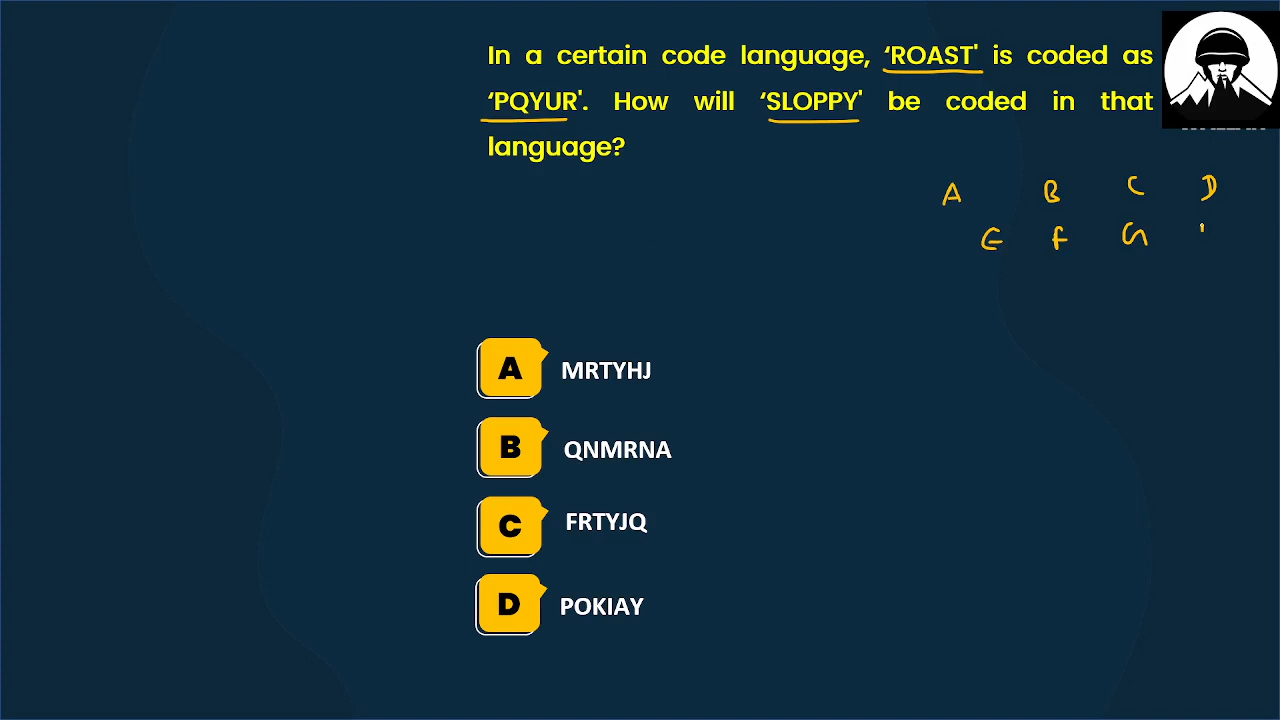 In a certain code language, ‘ROAST' is coded as
‘PQYUR'. How will ‘SLOPPY' be coded in that
language?
A B C D
E F G
A MRTYHJ
B QNMRNA
C FRTYJQ
D POKIAY